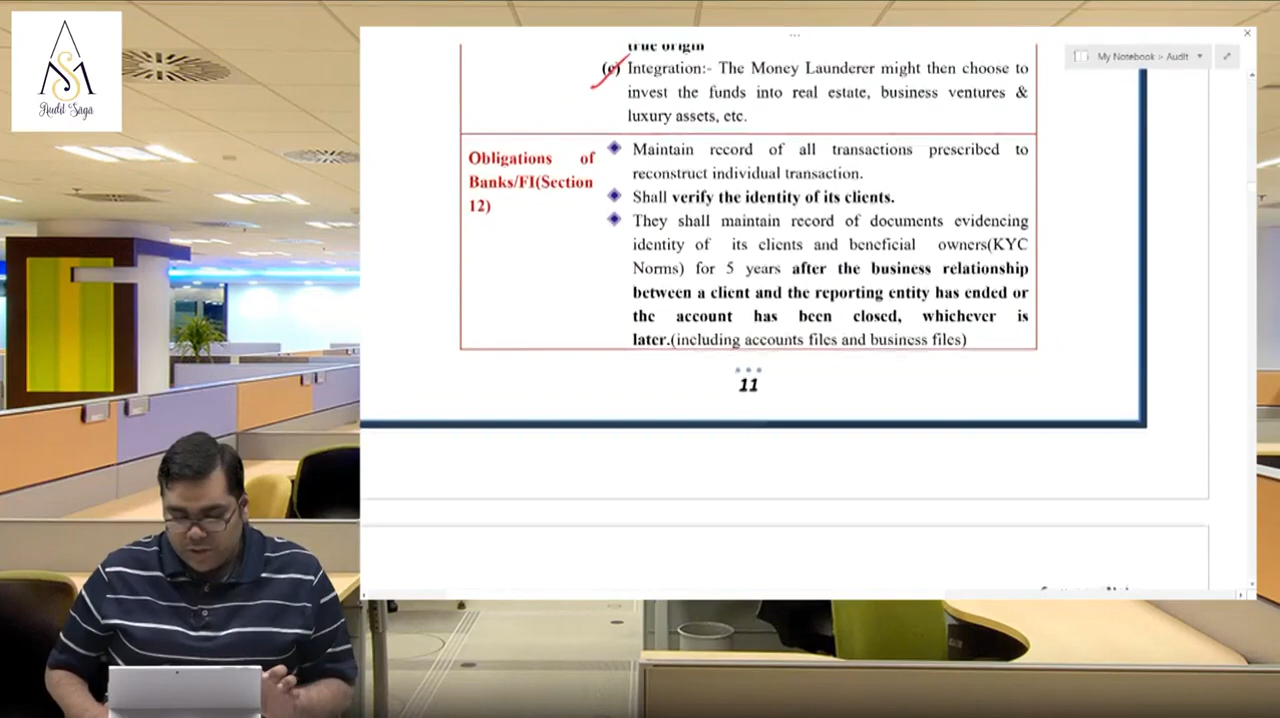 Audit Saga
My Notebook > Audit
true origin
(c) Integration:- The Money Launderer might then choose to
invest the funds into real estate, business ventures &
luxury assets, etc.
Obligations of
Banks/FI(Section
12)
Maintain record of all transactions prescribed to
reconstruct individual transaction.
Shall verify the identity of its clients.
They shall maintain record of documents evidencing
identity of its clients and beneficial owners(KYC
Norms) for 5 years after the business relationship
between a client and the reporting entity has ended or
the account has been closed, whichever is
later.(including accounts files and business files)
11